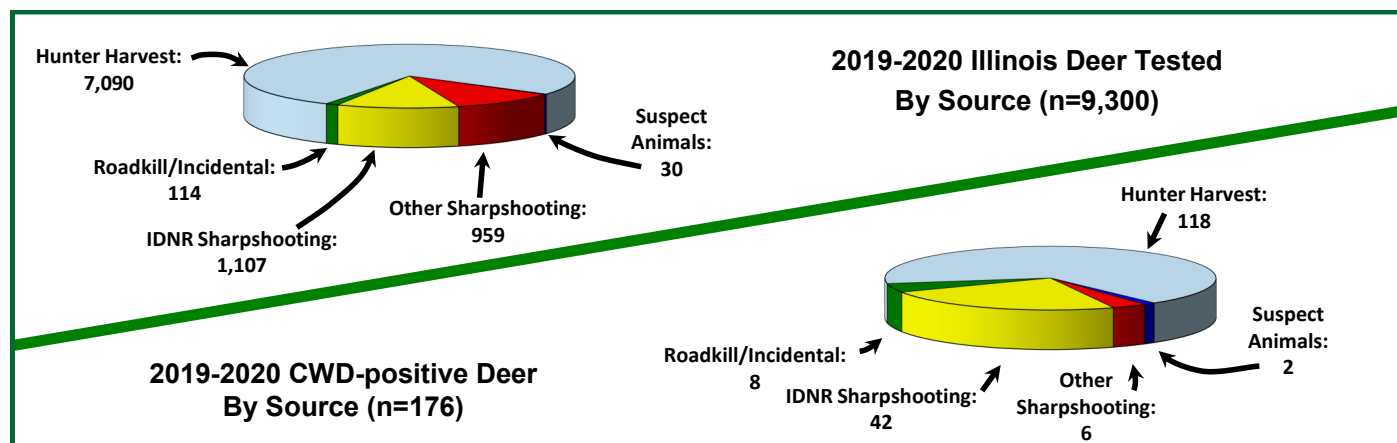 2019-2020 Illinois Deer Tested
By Source (n=9,300)
Hunter Harvest:
7,090
Roadkill/Incidental:
114
IDNR Sharpshooting:
1,107
Other Sharpshooting:
959
Suspect
Animals:
30
2019-2020 CWD-positive Deer
By Source (n=176)
Hunter Harvest:
118
Roadkill/Incidental:
8
IDNR Sharpshooting:
42
Other
Sharpshooting:
6
Suspect
Animals:
2